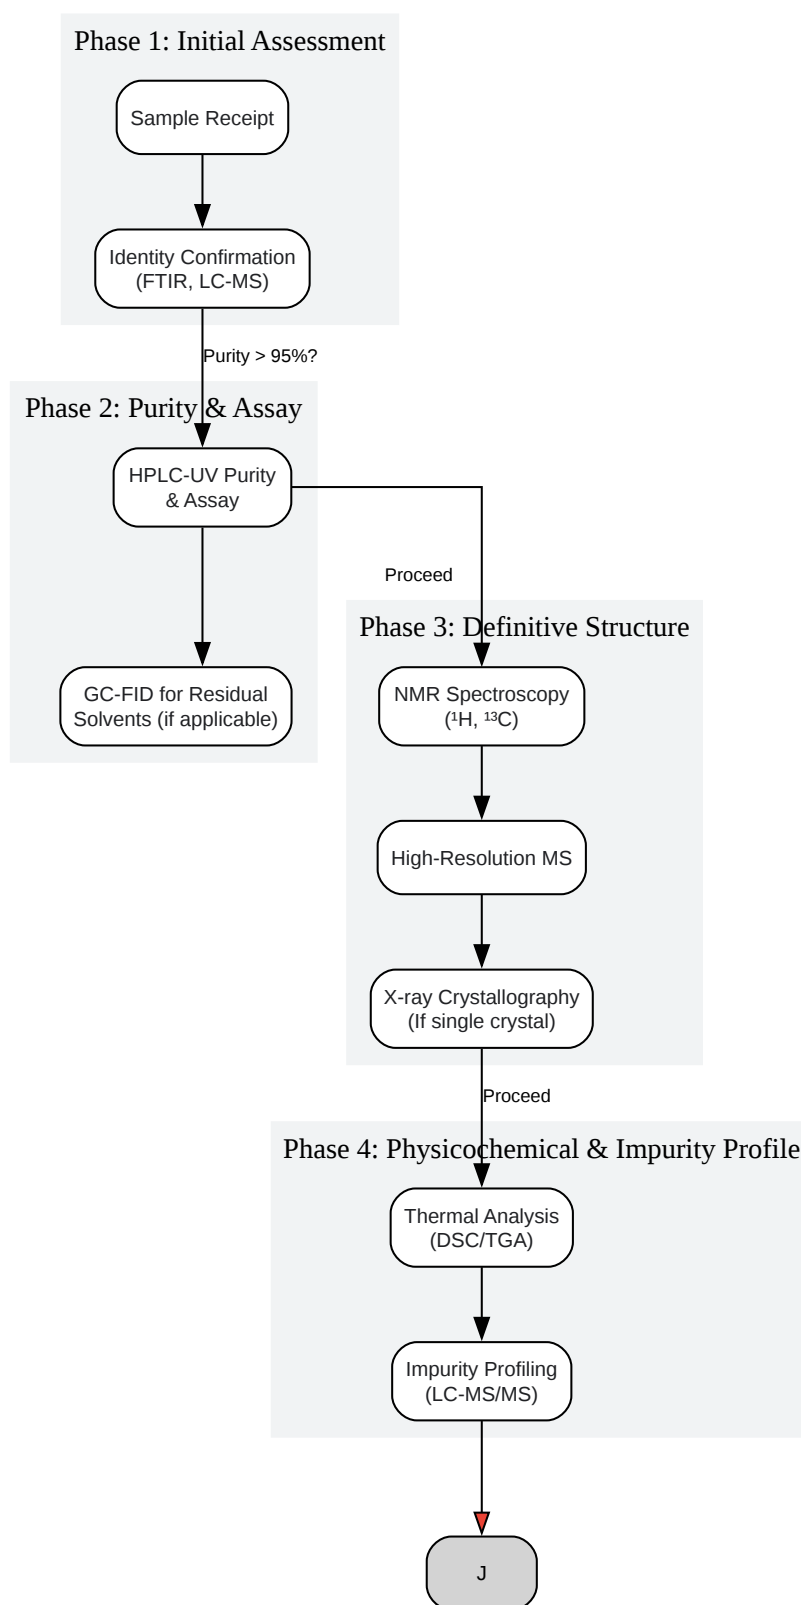 Phase 1: Initial Assessment
Sample Receipt
Identity Confirmation
(FTIR, LC-MS)
Purity > 95%?
Phase 2: Purity & Assay
HPLC-UV Purity
& Assay
Proceed
GC-FID for Residual
Solvents (if applicable)
Phase 3: Definitive Structure
NMR Spectroscopy
(¹H, ¹³C)
High-Resolution MS
X-ray Crystallography
(If single crystal)
Proceed
Phase 4: Physicochemical & Impurity Profile
Thermal Analysis
(DSC/TGA)
Impurity Profiling
(LC-MS/MS)
J